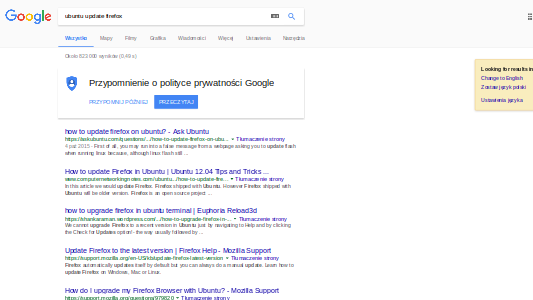 Google
ubuntu update firefox
Wszystko Mapy Filmy Grafika Wiadomości Więcej Ustawienia Narzędzia
Około 823 000 wyników (0,49 s)
Przypomnienie o polityce prywatności Google
PRZYPOMNIJ PÓŹNIEJ PRZECZYTAJ
Looking for results in
Change to English
Zostaw język polski
Ustawienia języka
how to update firefox on ubuntu? - Ask Ubuntu
https://askubuntu.com/questions/.../how-to-update-firefox-on-ubu... Tłumaczenie strony
4 paź 2015 - First of all, you may run into a false message from a webpage asking you to update flash
when running linux because, although linux flash still ...
How to update Firefox in Ubuntu | Ubuntu 12.04 Tips and Tricks ...
www.computernetworkingnotes.com/ubuntu.../how-to-update-fire... Tłumaczenie strony
In this article we would update Firefox. Firefox shipped with Ubuntu. However Firefox shipped with
Ubuntu will be older version. Firefox is an open source project ...
how to upgrade firefox in ubuntu terminal | Euphoria Reload3d
https://shankaraman.wordpress.com/.../how-to-upgrade-firefox-in-... Tłumaczenie strony
We cannot upgrade Firefox to a recent version in Ubuntu just by navigating to Help and by clicking
the Check for Updates option!- the way usually followed by ...
Update Firefox to the latest version | Firefox Help - Mozilla Support
https://support.mozilla.org/en-US/kb/update-firefox-latest-version Tłumaczenie strony
Firefox automatically updates itself by default but you can always do a manual update. Learn how to
update Firefox on Windows, Mac or Linux.
How do I upgrade my Firefox Browser with Ubuntu? - Mozilla Support
https://support.mozilla.org/questions/979820 Tłumaczenie strony